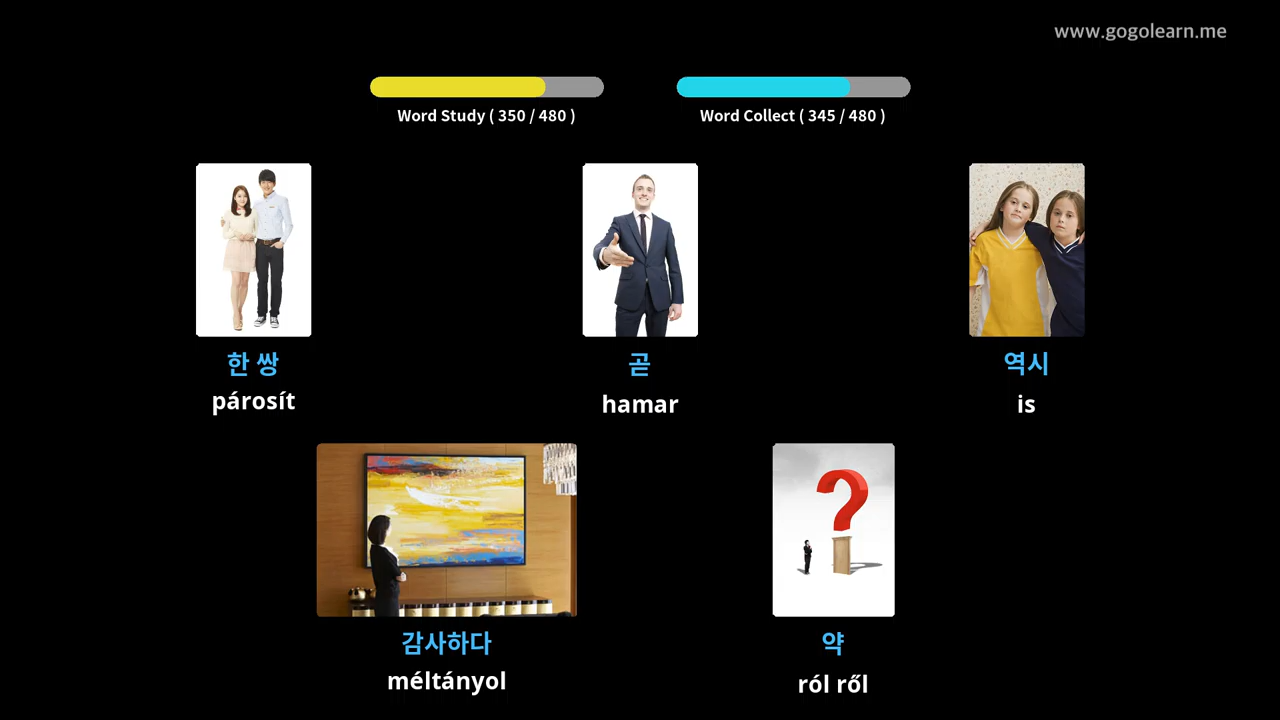 www.gogolearn.me
Word Study ( 350 / 480 )
Word Collect ( 345 / 480 )
한 쌍
párosít
곧
hamar
역시
is
감사하다
méltányol
약
ról ről